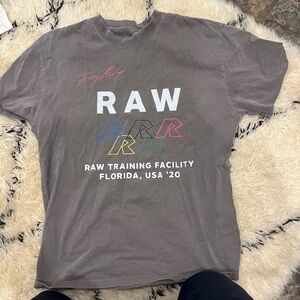 RAW
R R R
R R
RAW TRAINING FACILITY
FLORIDA, USA '20